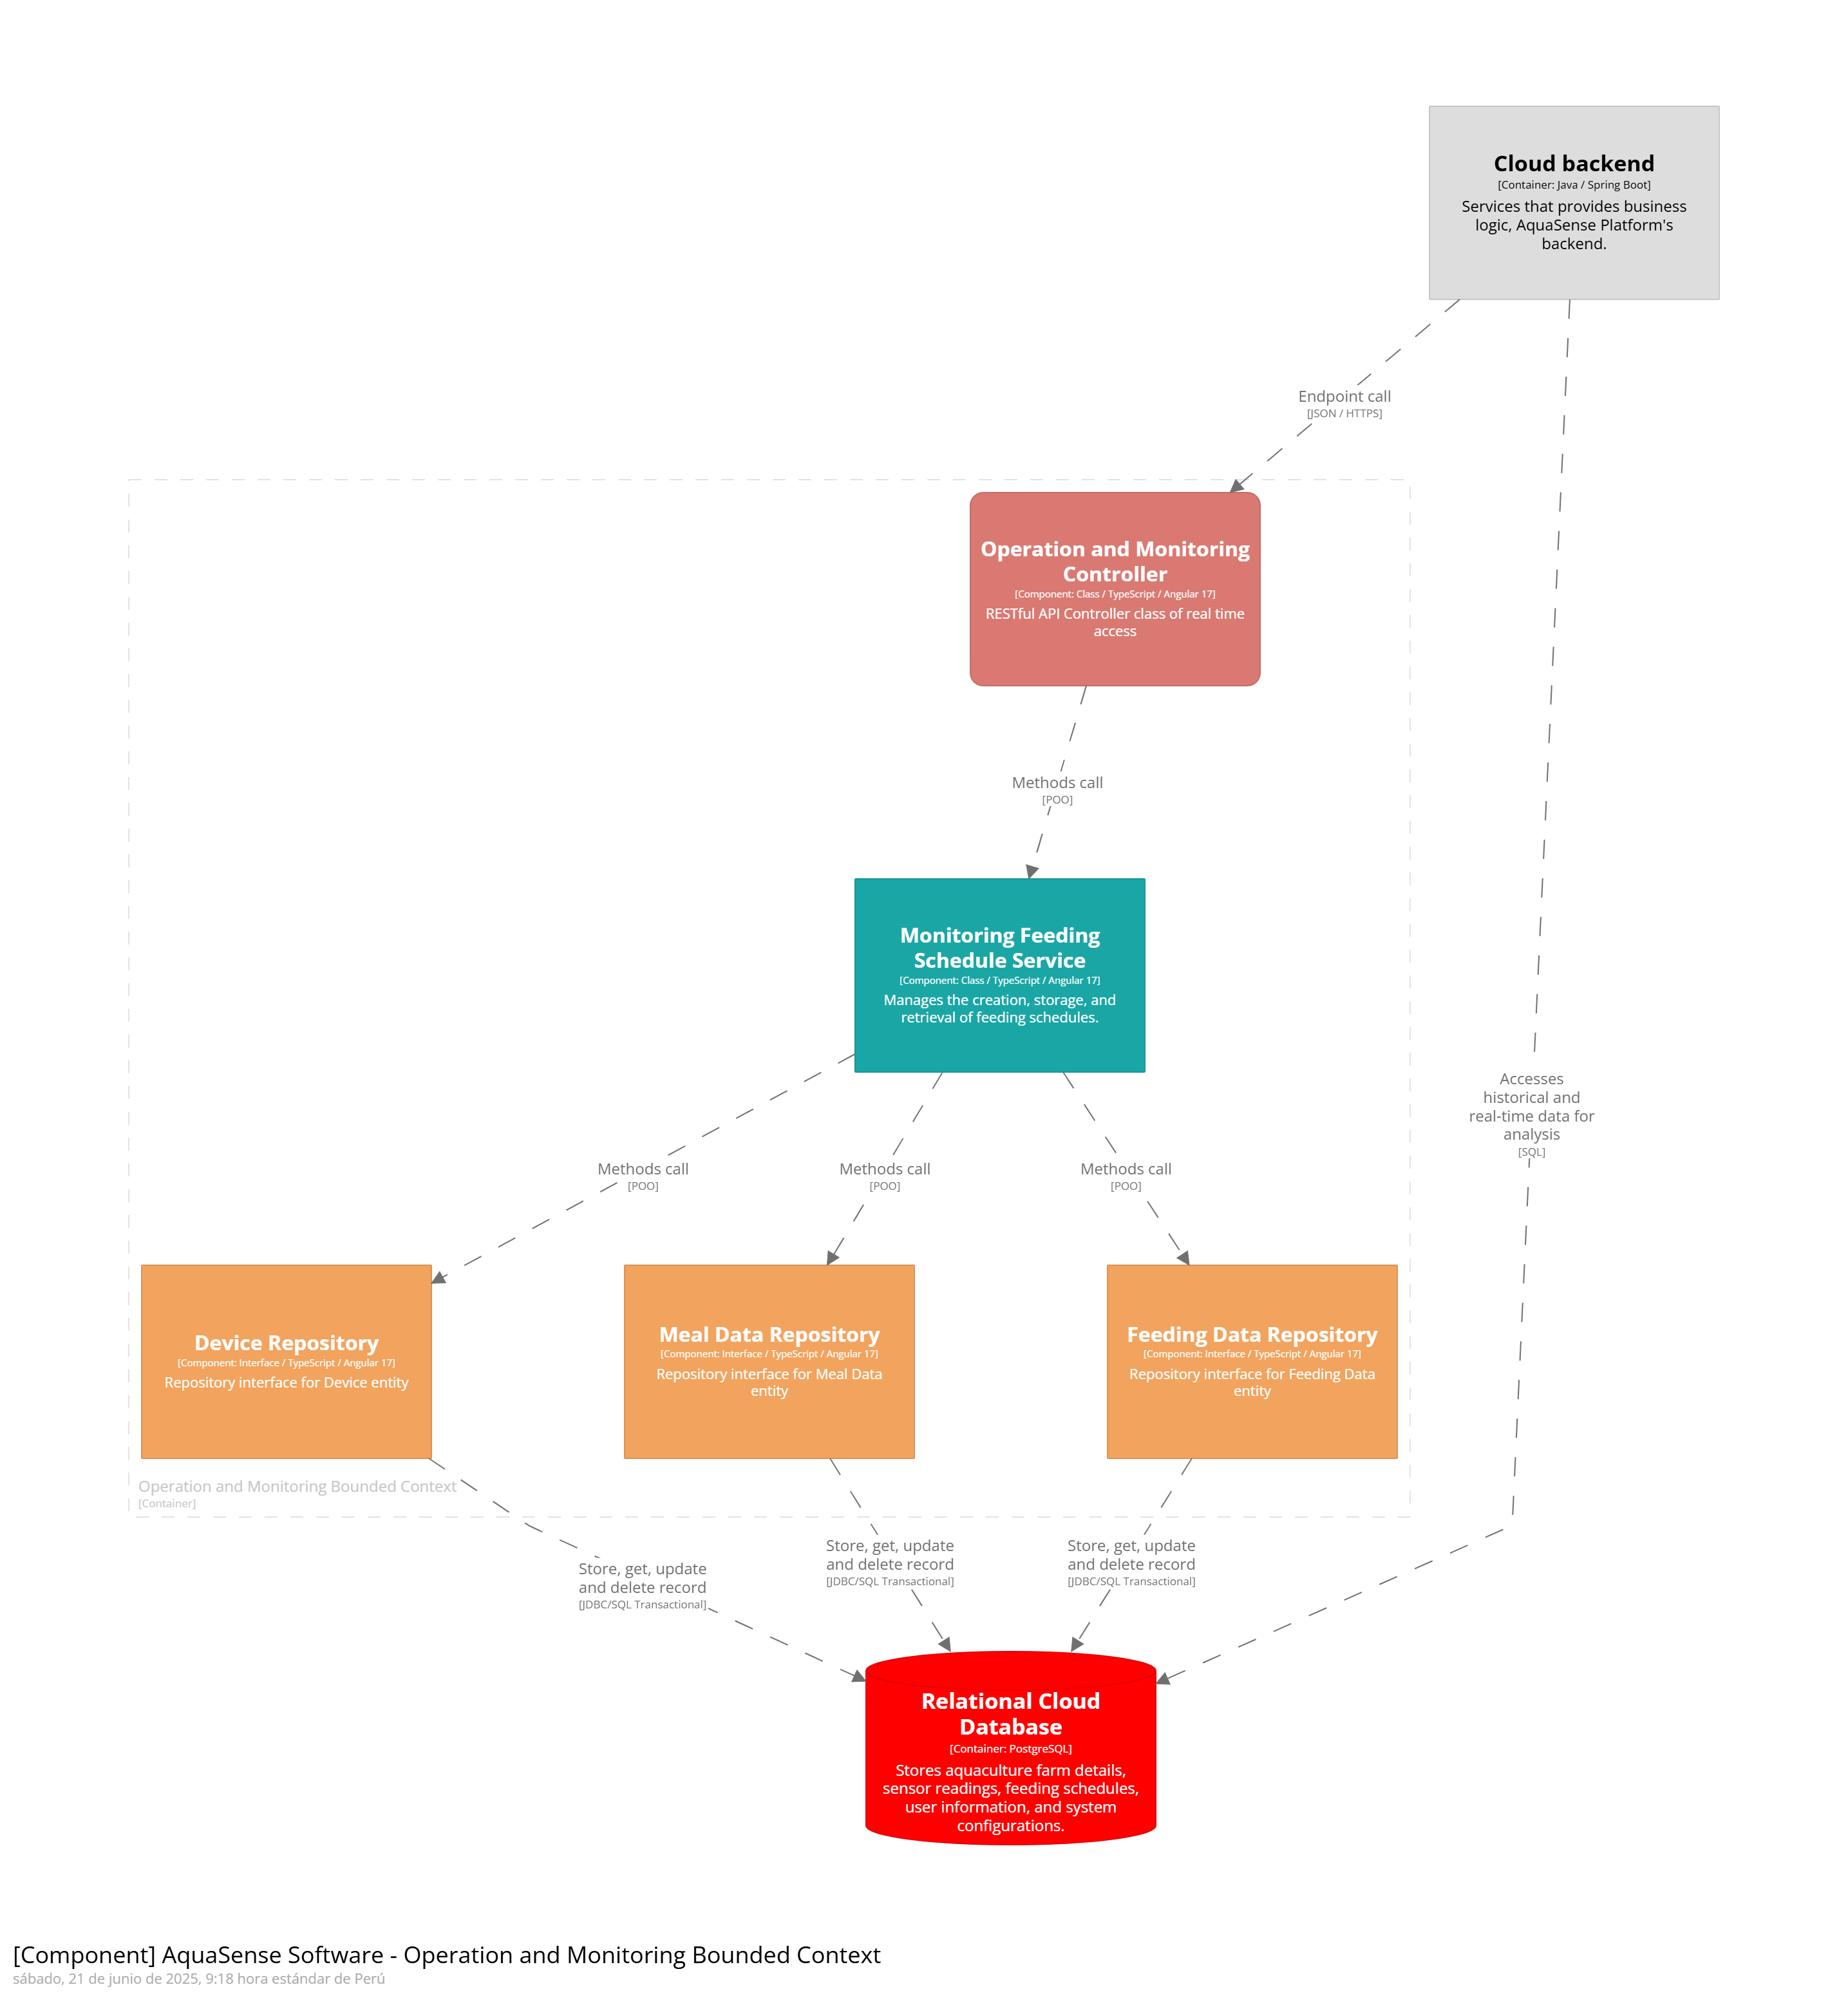 Cloud backend
[Container: Java / Spring Boot]
Services that provides business
logic, AquaSense Platform's
backend.
Endpoint call
[JSON / HTTPS]
Operation and Monitoring
Controller
[Component: Class / TypeScript / Angular 17]
RESTful API Controller class of real time
access
Methods call
[POO]
Monitoring Feeding
Schedule Service
[Component: Class / TypeScript / Angular 17]
Manages the creation, storage, and
retrieval of feeding schedules.
Accesses
historical and
real-time data for
analysis
[SQL]
Methods call
[POO]
Methods call
[POO]
Methods call
[POO]
Device Repository
[Component: Interface / TypeScript / Angular 17]
Repository interface for Device entity
Meal Data Repository
[Component: Interface / TypeScript / Angular 17]
Repository interface for Meal Data
entity
Feeding Data Repository
[Component: Interface / TypeScript / Angular 17]
Repository interface for Feeding Data
entity
Operation and Monitoring Bounded Context
[Container]
Store, get, update
and delete record
[JDBC/SQL Transactional]
Store, get, update
and delete record
[JDBC/SQL Transactional]
Store, get, update
and delete record
[JDBC/SQL Transactional]
Relational Cloud
Database
[Container: PostgreSQL]
Stores aquaculture farm details,
sensor readings, feeding schedules,
user information, and system
configurations.
[Component] AquaSense Software - Operation and Monitoring Bounded Context
sábado, 21 de junio de 2025, 9:18 hora estándar de Perú